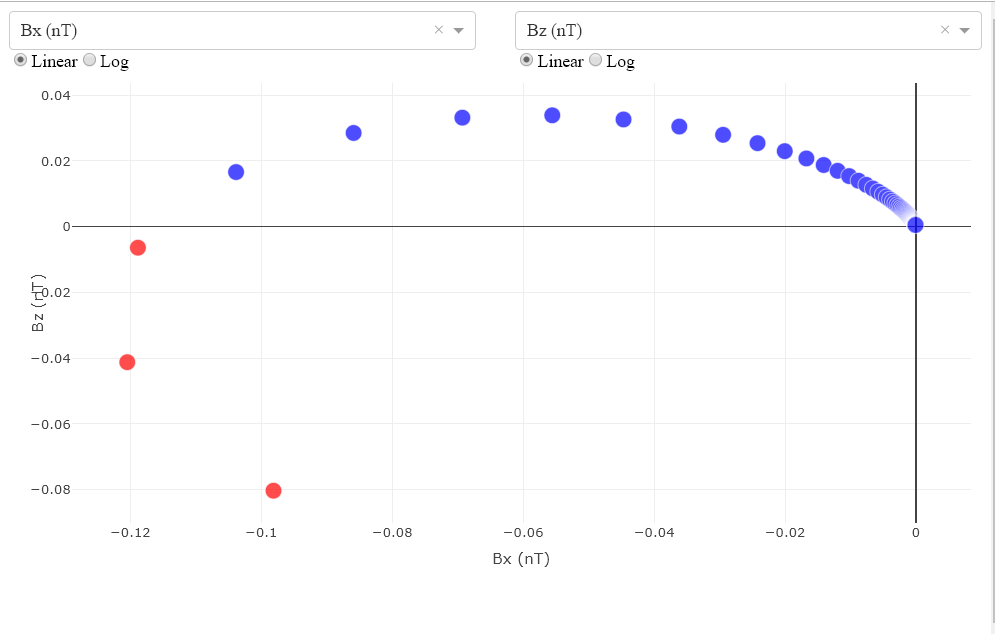 Bx (nT) × Bz (nT) ×
Linear Log Linear Log
0.04
0.02
0
−0.02
−0.04
−0.06
−0.08
Bz (nT)
−0.12 −0.1 −0.08 −0.06 −0.04 −0.02 0
Bx (nT)